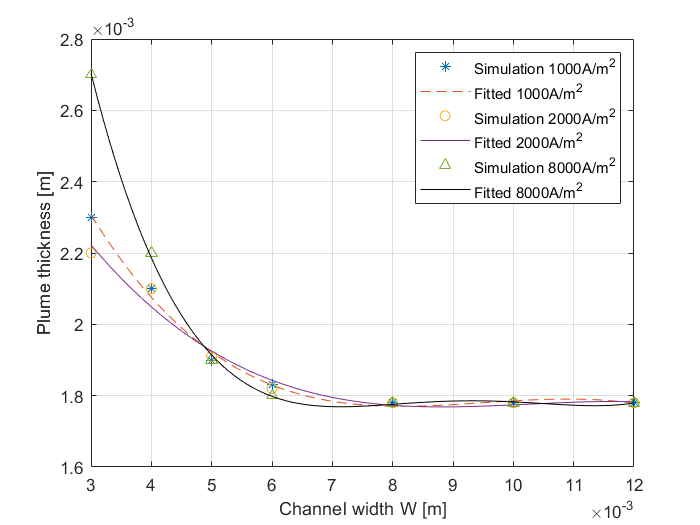 ×10⁻³
2.8
2.6
2.4
2.2
2
1.8
1.6
Plume thickness [m]
Simulation 1000A/m²
Fitted 1000A/m²
Simulation 2000A/m²
Fitted 2000A/m²
Simulation 8000A/m²
Fitted 8000A/m²
3 4 5 6 7 8 9 10 11 12
Channel width W [m]
×10⁻³